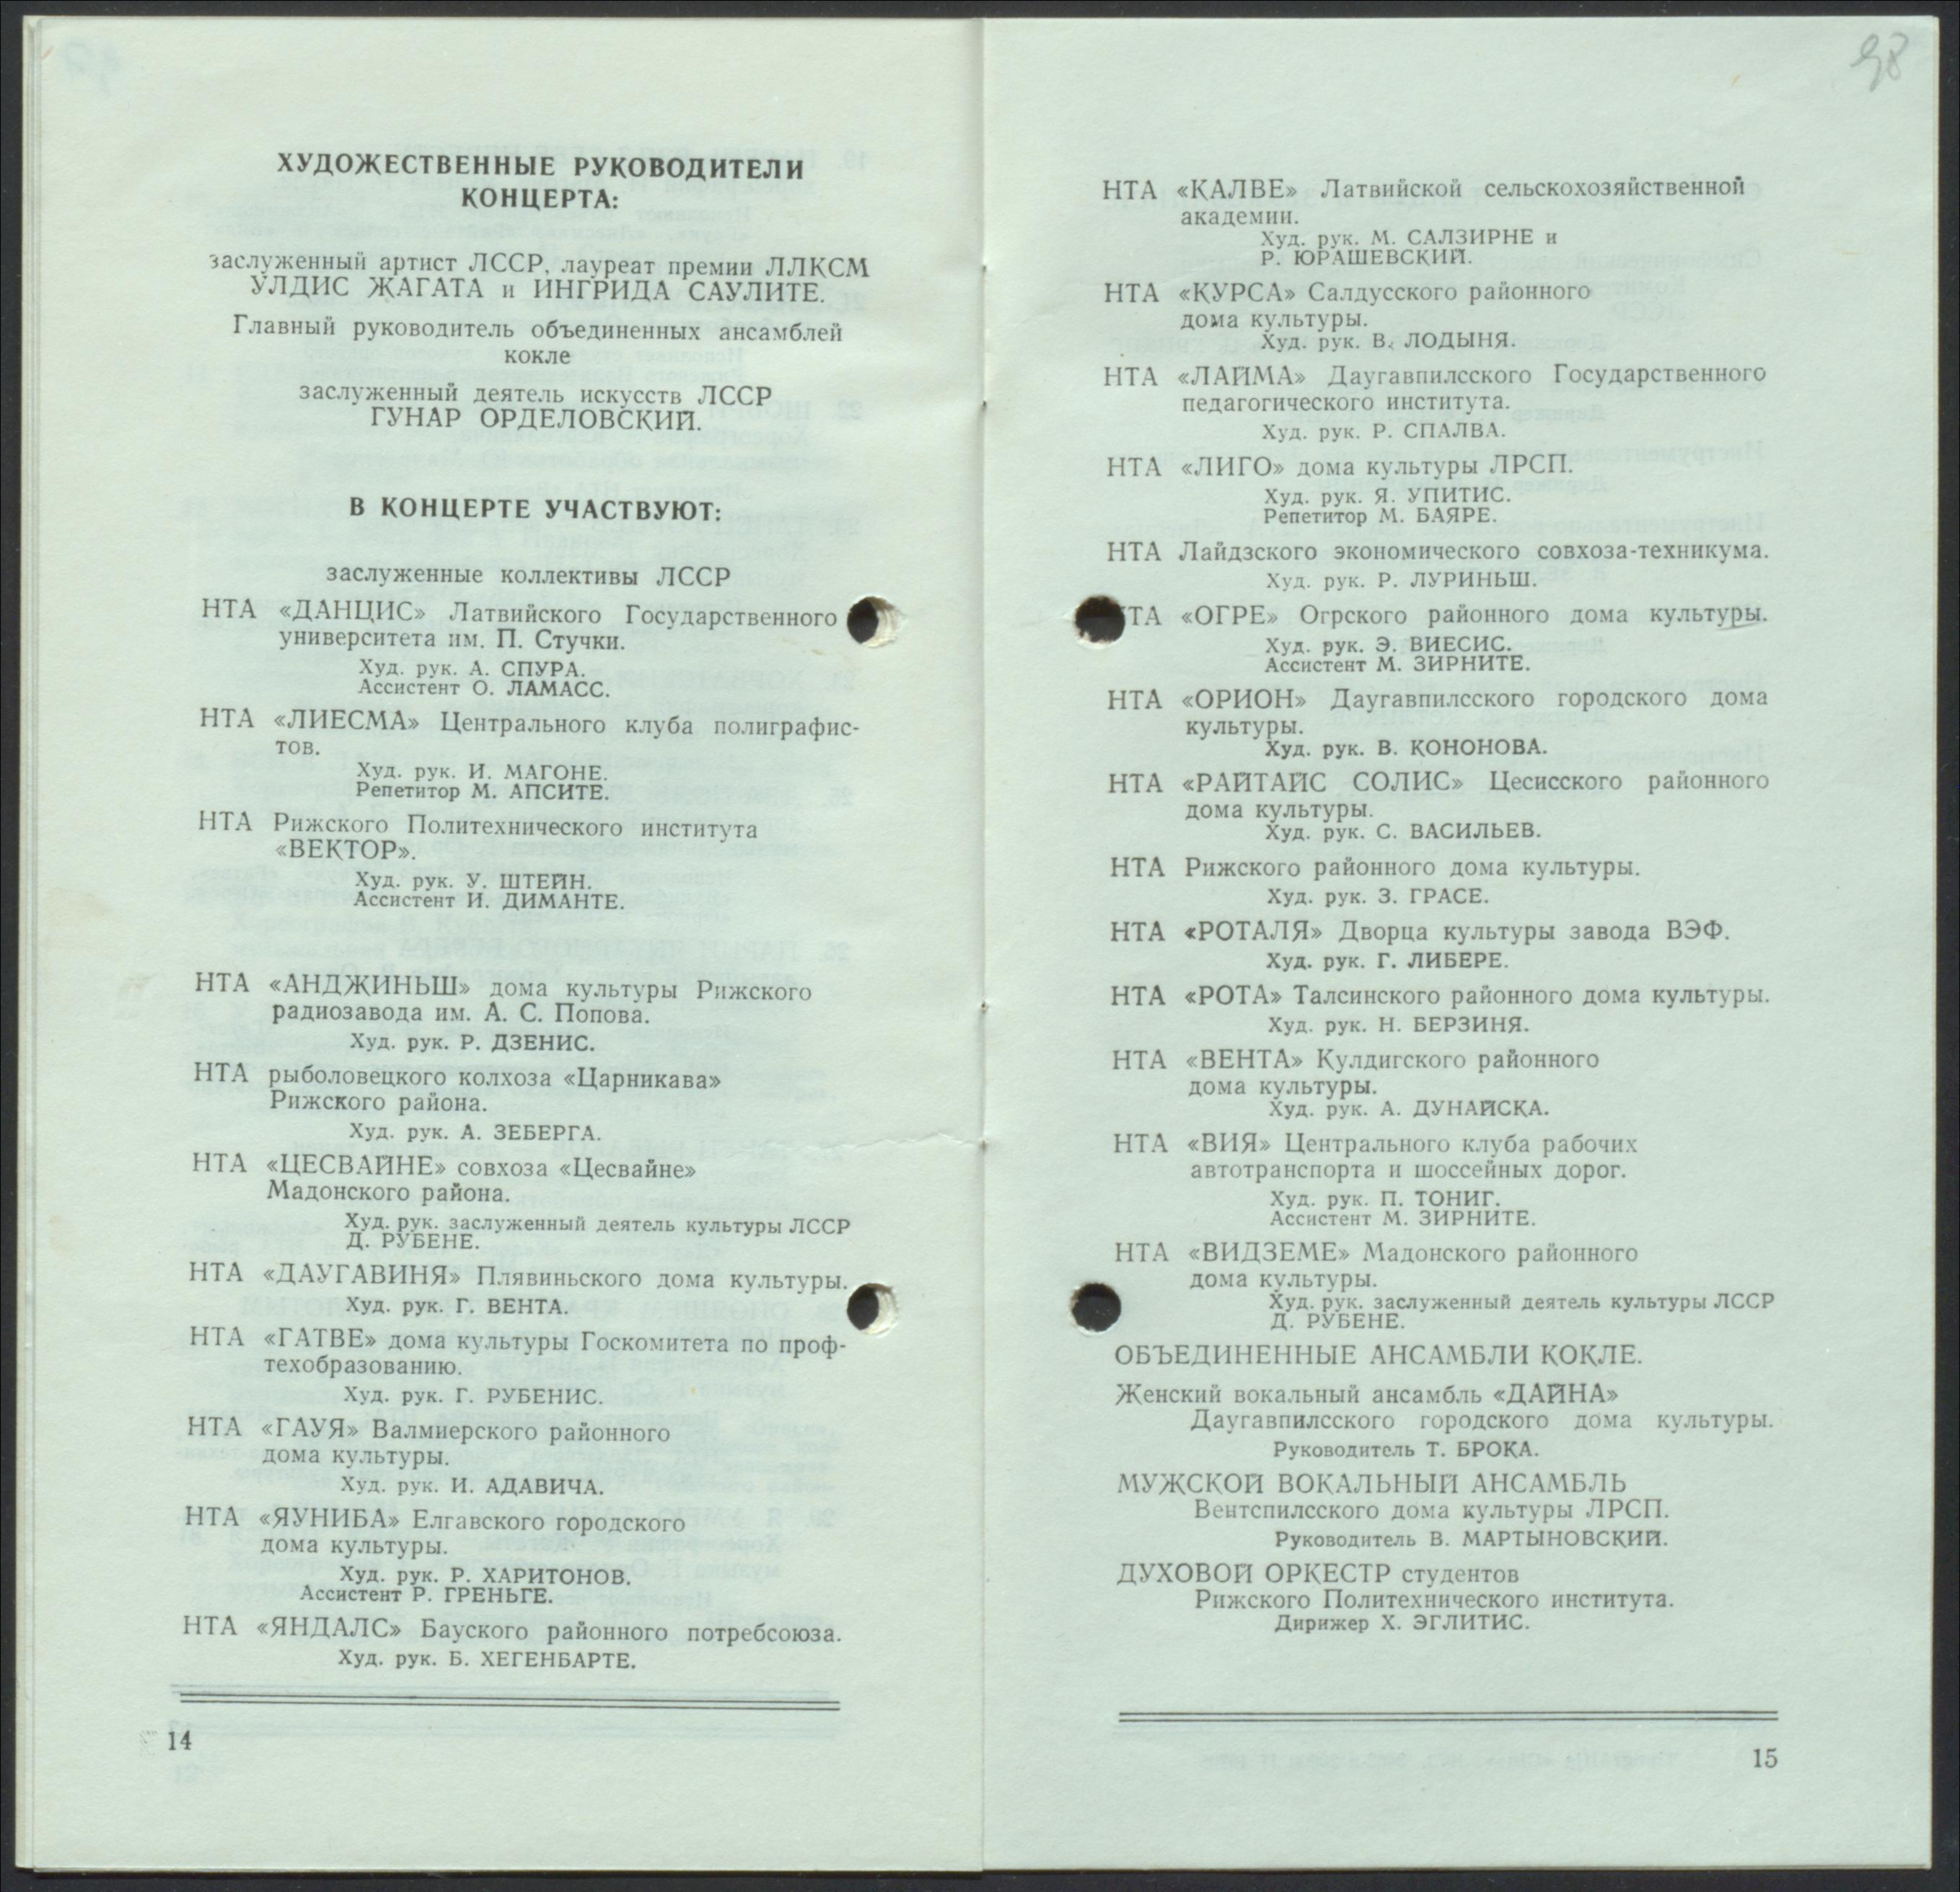 ХУДОЖЕСТВЕННЫЕ РУКОВОДИТЕЛИ
КОНЦЕРТА:
заслуженный артист ЛССР, лауреат премии ЛЛКСМ
УЛДИС ЖАГАТА и ИНГРИДА САУЛИТЕ.
Главный руководитель объединенных ансамблей
кокле
заслуженный деятель искусств ЛССР
ГУНАР ОРДЕЛОВСКИЙ.
В КОНЦЕРТЕ УЧАСТВУЮТ:
заслуженные коллективы ЛССР
НТА «ДАНЦИС» Латвийского Государственного
университета им. П. Стучки.
Худ. рук. А. СПУРА.
Ассистент О. ЛАМАСС.
НТА «ЛИЕСМА» Центрального клуба полиграфис-
тов.
Худ. рук. И. МАГОНЕ.
Репетитор М. АПСИТЕ.
НТА Рижского Политехнического института
«ВЕКТОР».
Худ. рук. У. ШТЕЙН.
Ассистент И. ДИМАНТЕ.
НТА «АНДЖИНЬШ» дома культуры Рижского
радиозавода им. А. С. Попова.
Худ. рук. Р. ДЗЕНИС.
НТА рыболовецкого колхоза «Царникава»
Рижского района.
Худ. рук. А. ЗЕБЕРГА.
НТА «ЦЕСВАЙНЕ» совхоза «Цесвайне»
Мадонского района.
Худ. рук. заслуженный деятель культуры ЛССР
Д. РУБЕНЕ.
НТА «ДАУГАВИНЯ» Плявиньского дома культуры.
Худ. рук. Г. ВЕНТА.
НТА «ГАТВЕ» дома культуры Госкомитета по проф-
техобразованию.
Худ. рук. Г. РУБЕНИС.
НТА «ГАУЯ» Валмиерского районного
дома культуры.
Худ. рук. И. АДАВИЧА.
НТА «ЯУНИБА» Елгавского городского
дома культуры.
Худ. рук. Р. ХАРИТОНОВ.
Ассистент Р. ГРЕНЬГЕ.
НТА «ЯНДАЛС» Бауского районного потребсоюза.
Худ. рук. Б. ХЕГЕНБАРТЕ.
14
98
НТА «КАЛВЕ» Латвийской сельскохозяйственной
академии.
Худ. рук. М. САЛЗИРНЕ и
Р. ЮРАШЕВСКИЙ.
НТА «КУРСА» Салдусского районного
дома культуры.
Худ. рук. В. ЛОДЫНЯ.
НТА «ЛАЙМА» Даугавпилсского Государственного
педагогического института.
Худ. рук. Р. СПАЛВА.
НТА «ЛИГО» дома культуры ЛРСП.
Худ. рук. Я. УПИТИС.
Репетитор М. БАЯРЕ.
НТА Лайдзского экономического совхоза-техникума.
Худ. рук. Р. ЛУРИНЬШ.
НТА «ОГРЕ» Огрского районного дома культуры.
Худ. рук. Э. ВИЕСИС.
Ассистент М. ЗИРНИТЕ.
НТА «ОРИОН» Даугавпилсского городского дома
культуры.
Худ. рук. В. КОНОНОВА.
НТА «РАЙТАЙС СОЛИС» Цесисского районного
дома культуры.
Худ. рук. С. ВАСИЛЬЕВ.
НТА Рижского районного дома культуры.
Худ. рук. З. ГРАСЕ.
НТА «РОТАЛЯ» Дворца культуры завода ВЭФ.
Худ. рук. Г. ЛИБЕРЕ.
НТА «РОТА» Талсинского районного дома культуры.
Худ. рук. Н. БЕРЗИНЯ.
НТА «ВЕНТА» Кулдигского районного
дома культуры.
Худ. рук. А. ДУНАЙСКА.
НТА «ВИЯ» Центрального клуба рабочих
автотранспорта и шоссейных дорог.
Худ. рук. П. ТОНИГ.
Ассистент М. ЗИРНИТЕ.
НТА «ВИДЗЕМЕ» Мадонского районного
дома культуры.
Худ. рук. заслуженный деятель культуры ЛССР
Д. РУБЕНЕ.
ОБЪЕДИНЕННЫЕ АНСАМБЛИ КОКЛЕ.
Женский вокальный ансамбль «ДАЙНА»
Даугавпилсского городского дома культуры.
Руководитель Т. БРОКА.
МУЖСКОЙ ВОКАЛЬНЫЙ АНСАМБЛЬ
Вентспилсского дома культуры ЛРСП.
Руководитель В. МАРТЫНОВСКИЙ.
ДУХОВОЙ ОРКЕСТР студентов
Рижского Политехнического института.
Дирижер Х. ЭГЛИТИС.
15